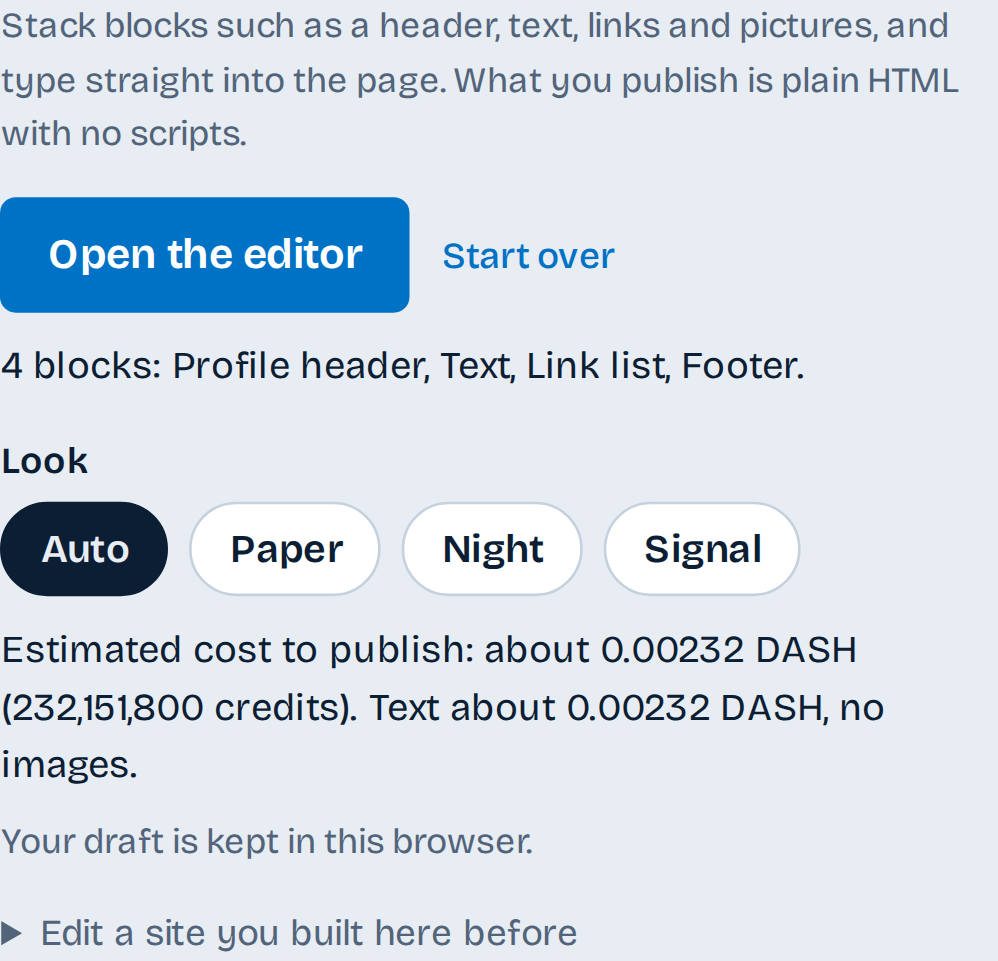 Stack blocks such as a header, text, links and pictures, and
type straight into the page. What you publish is plain HTML
with no scripts.
Open the editor
Start over
4 blocks: Profile header, Text, Link list, Footer.
Look
Auto
Paper
Night
Signal
Estimated cost to publish: about 0.00232 DASH
(232,151,800 credits). Text about 0.00232 DASH, no
images.
Your draft is kept in this browser.
Edit a site you built here before